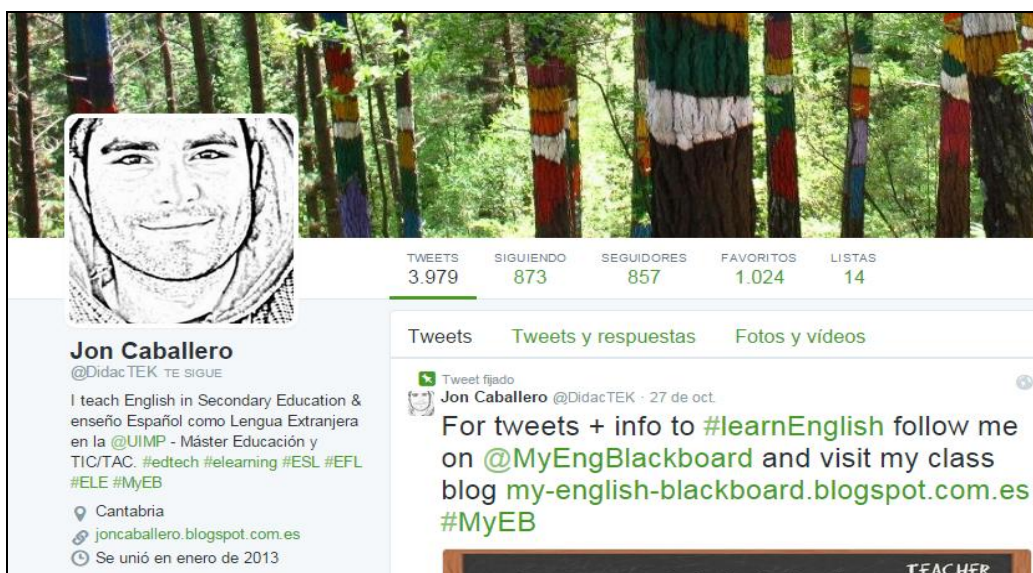 TWEETS SIGUIENDO SEGUIDORES FAVORITOS LISTAS
3.979 873 857 1.024 14
Jon Caballero
@DidacTEK TE SIGUE
I teach English in Secondary Education &
enseño Español como Lengua Extranjera
en la @UIMP - Máster Educación y
TIC/TAC. #edtech #elearning #ESL #EFL
#ELE #MyEB
Cantabria
joncaballero.blogspot.com.es
Se unió en enero de 2013
Tweets Tweets y respuestas Fotos y vídeos
Tweet fijado
Jon Caballero @DidacTEK · 27 de oct.
For tweets + info to #learnEnglish follow me
on @MyEngBlackboard and visit my class
blog my-english-blackboard.blogspot.com.es
#MyEB
TEACHER